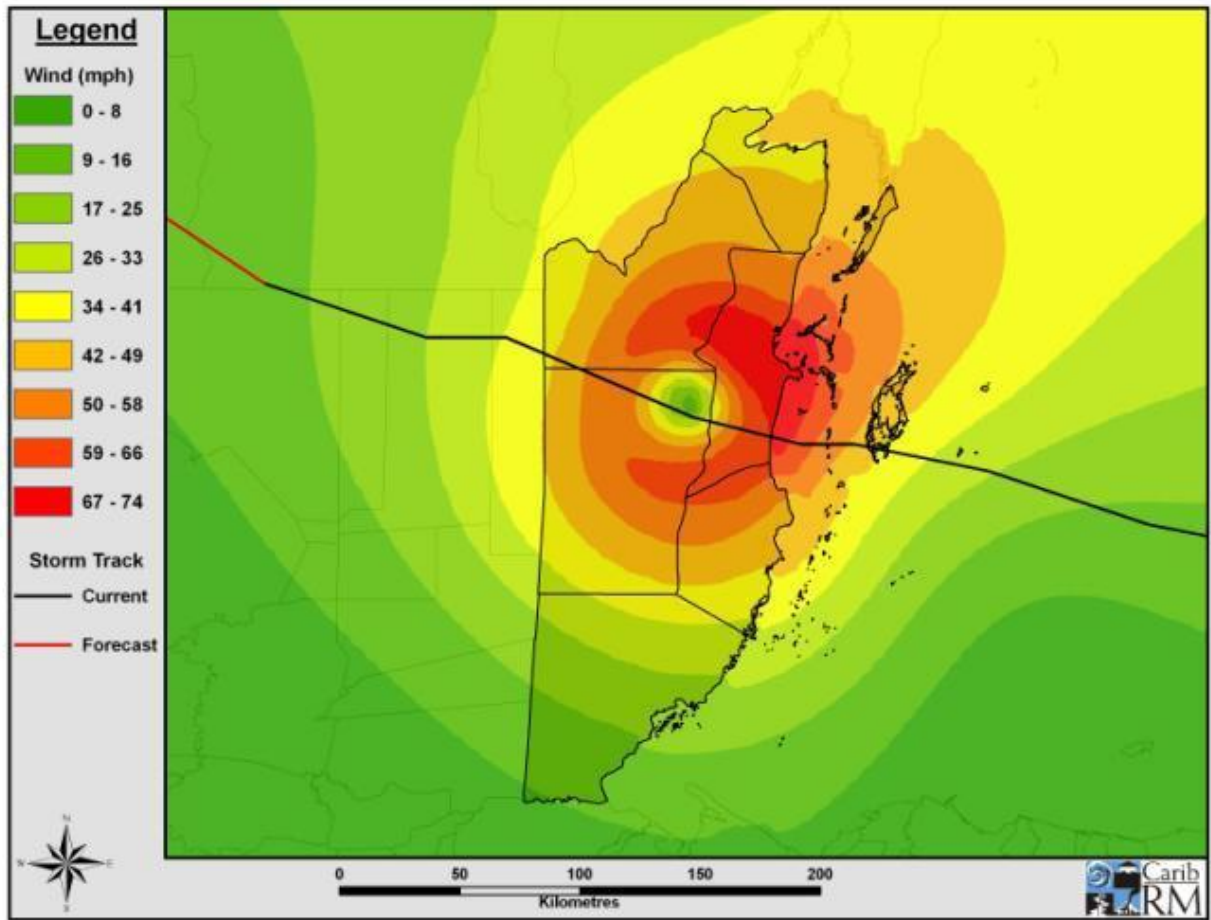 Legend
Wind (mph)
0 - 8
9 - 16
17 - 25
26 - 33
34 - 41
42 - 49
50 - 58
59 - 66
67 - 74
Storm Track
Current
Forecast
N
W E
S
0 50 100 150 200
Kilometres
Carib
RM